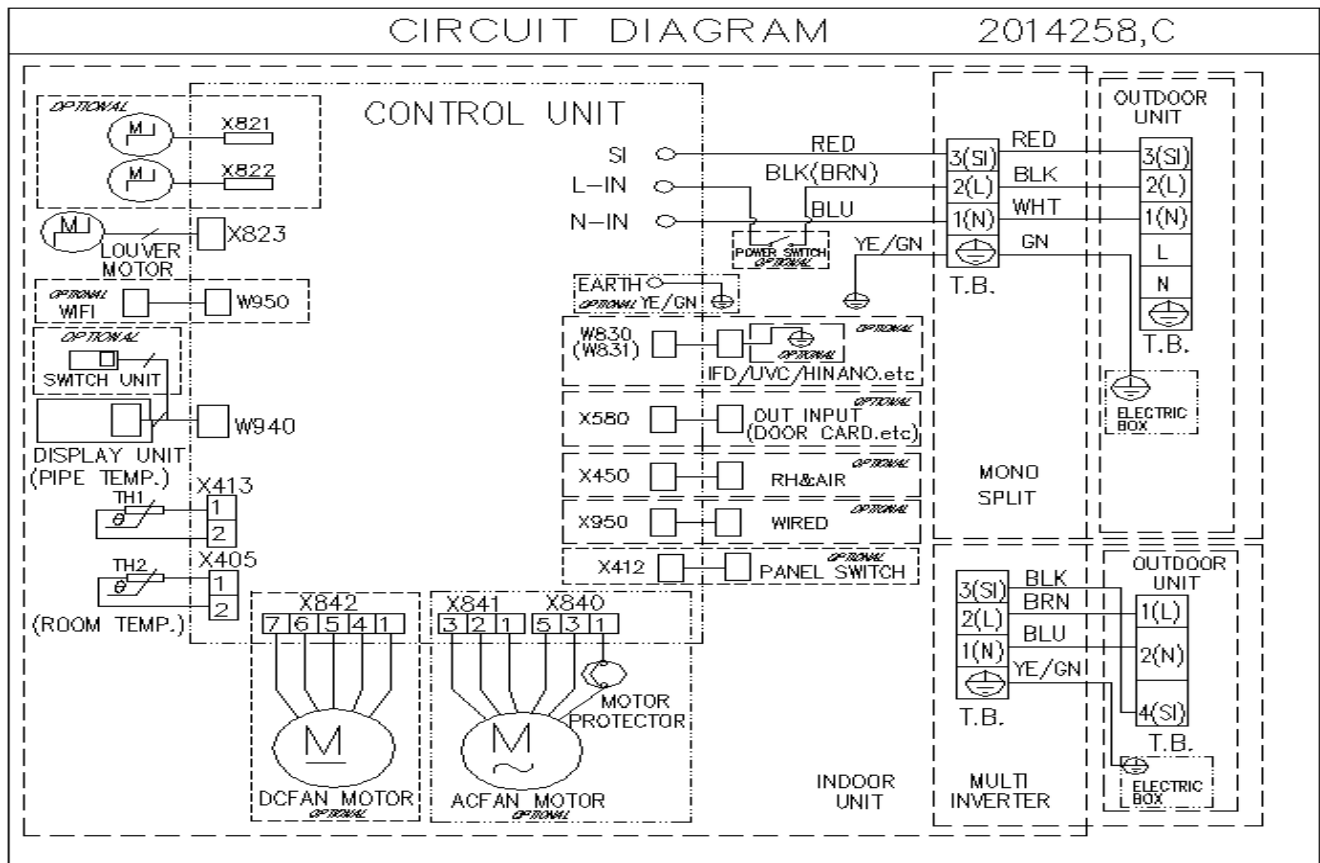 CIRCUIT DIAGRAM 2014258,C
OPTIONAL
M X821
M X822
M X823
LOUVER
MOTOR
OPTIONAL
WIFI W950
OPTIONAL
SWITCH UNIT
W940
DISPLAY UNIT
(PIPE TEMP.)
TH1 X413
θ 1
2
TH2 X405
θ 1
2
(ROOM TEMP.)
CONTROL UNIT
SI RED
L-IN BLK(BRN)
N-IN BLU
POWER SWITCH
OPTIONAL
YE/GN
EARTH
OPTIONAL YE/GN
W830
(W831)
OPTIONAL
OPTIONAL
IFD/UVC/HINANO.etc
X580 OPTIONAL
OUT INPUT
(DOOR CARD.etc)
X450 OPTIONAL
RH&AIR
X950 OPTIONAL
WIRED
X412 OPTIONAL
PANEL SWITCH
X842
7 6 5 4 1
M
DCFAN MOTOR
OPTIONAL
X841 X840
3 2 1 5 3 1
MOTOR
PROTECTOR
M
ACFAN MOTOR
OPTIONAL
INDOOR
UNIT
3(SI) RED
2(L) BLK
1(N) WHT
GN
T.B.
MONO
SPLIT
OUTDOOR
UNIT
3(SI)
2(L)
1(N)
L
N
T.B.
ELECTRIC
BOX
3(SI) BLK
2(L) BRN
1(N) BLU
YE/GN
T.B.
MULTI
INVERTER
OUTDOOR
UNIT
1(L)
2(N)
4(SI)
T.B.
ELECTRIC
BOX